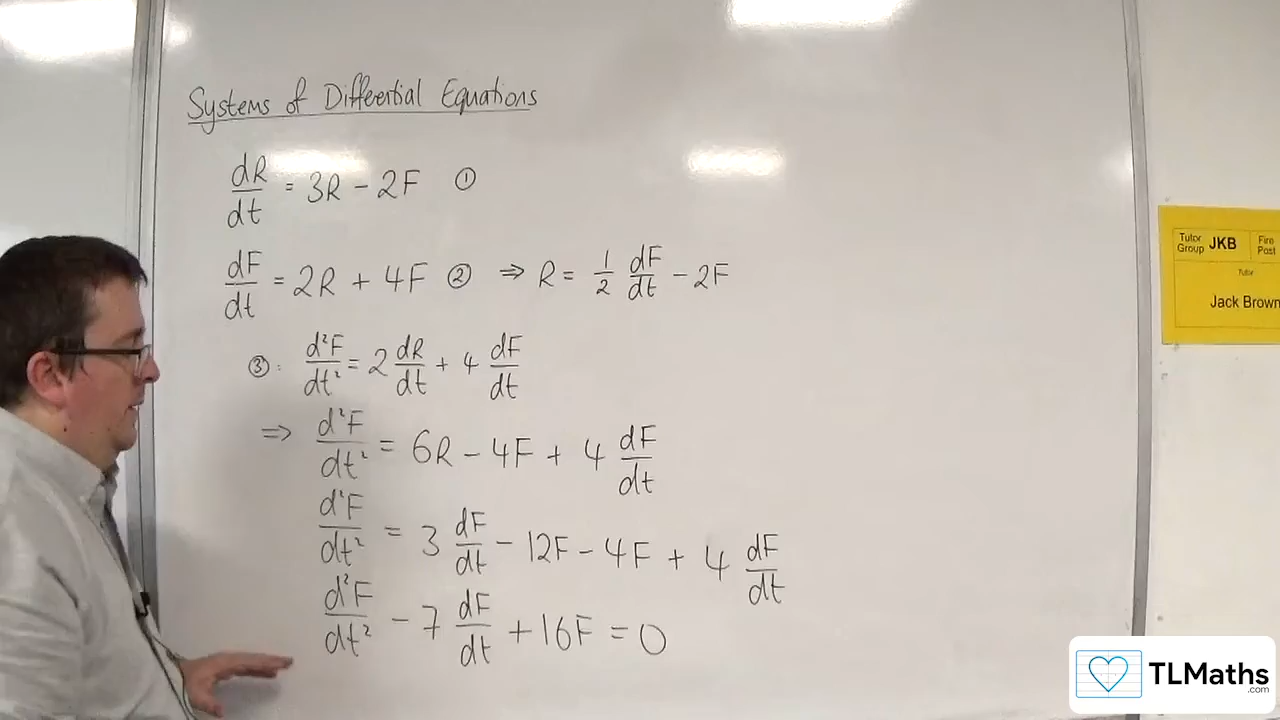 Systems of Differential Equations
dR/dt = 3R - 2F ①
dF/dt = 2R + 4F ② ⇒ R = 1/2 dF/dt - 2F
③: d²F/dt² = 2 dR/dt + 4 dF/dt
⇒ d²F/dt² = 6R - 4F + 4 dF/dt
d²F/dt² = 3 dF/dt - 12F - 4F + 4 dF/dt
d²F/dt² - 7 dF/dt + 16F = 0
Tutor Group JKB
Fire Post
Tutor
Jack Brown
TLMaths
.com